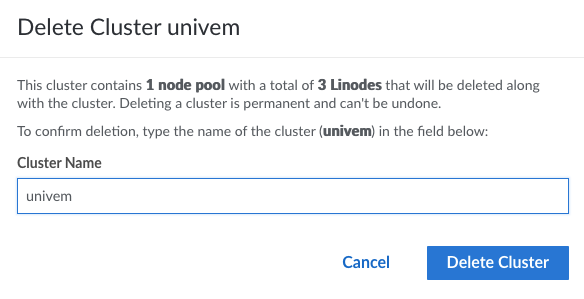 Delete Cluster univem
This cluster contains 1 node pool with a total of 3 Linodes that will be deleted along
with the cluster. Deleting a cluster is permanent and can't be undone.
To confirm deletion, type the name of the cluster (univem) in the field below:
Cluster Name
univem
Cancel
Delete Cluster